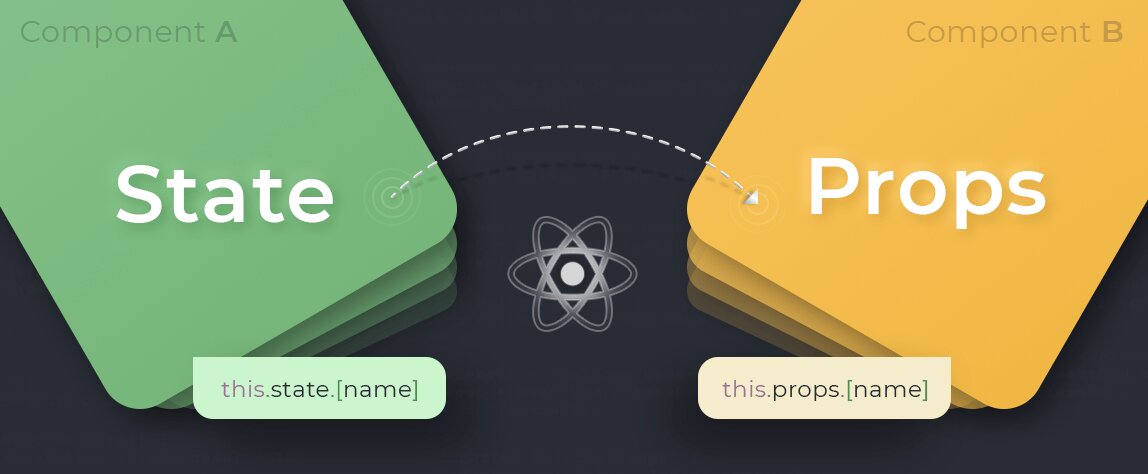 Component A
Component B
State
Props
this.state.[name]
this.props.[name]